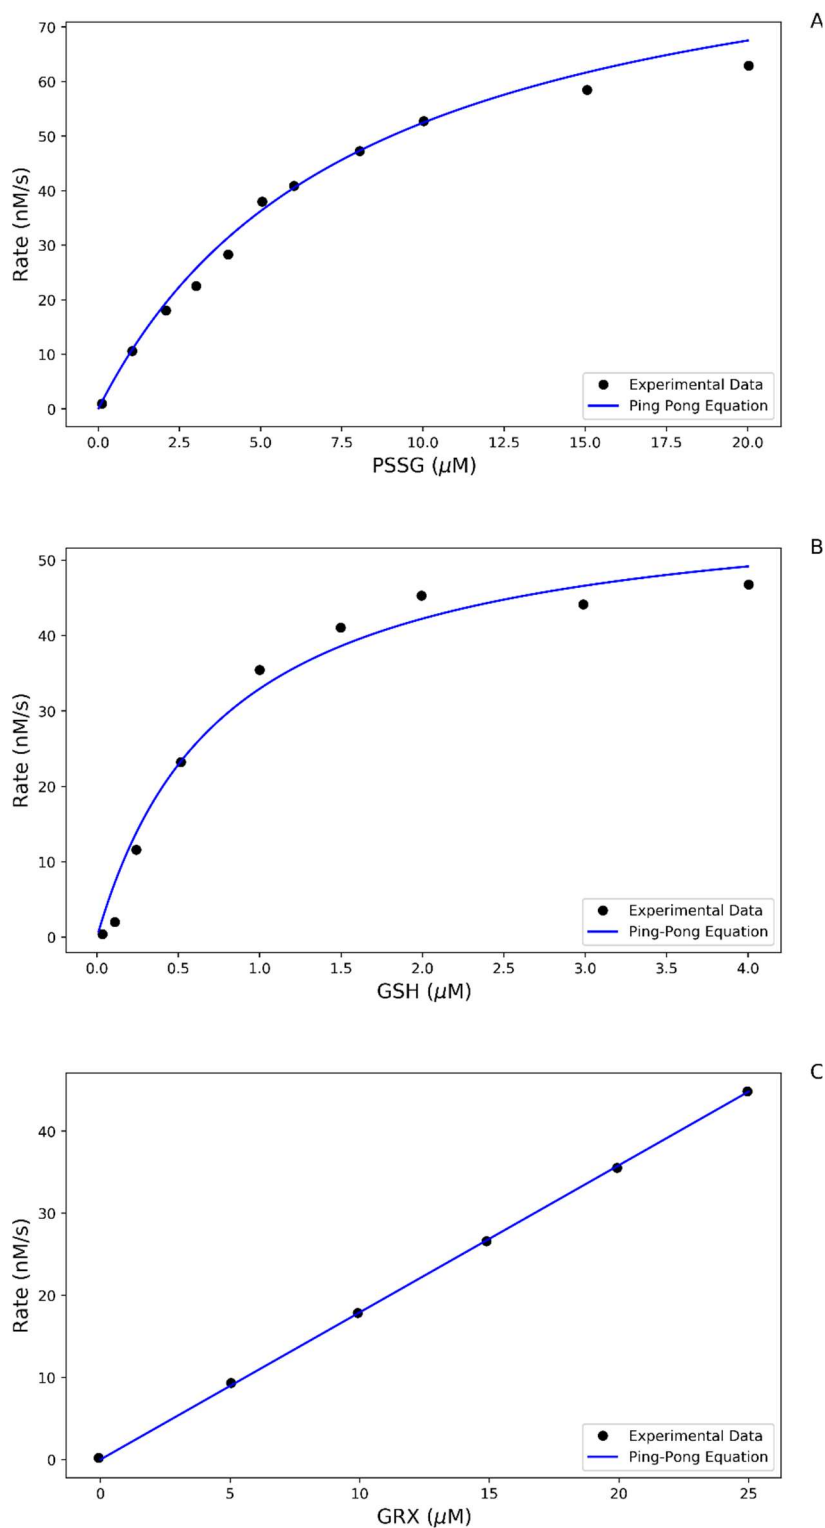 A
70
60
50
40
30
20
10
0
Rate (nM/s)
Experimental Data
Ping Pong Equation
0.0 2.5 5.0 7.5 10.0 12.5 15.0 17.5 20.0
PSSG (μM)
B
50
40
30
20
10
0
Rate (nM/s)
Experimental Data
Ping-Pong Equation
0.0 0.5 1.0 1.5 2.0 2.5 3.0 3.5 4.0
GSH (μM)
C
40
30
20
10
0
Rate (nM/s)
Experimental Data
Ping-Pong Equation
0 5 10 15 20 25
GRX (μM)